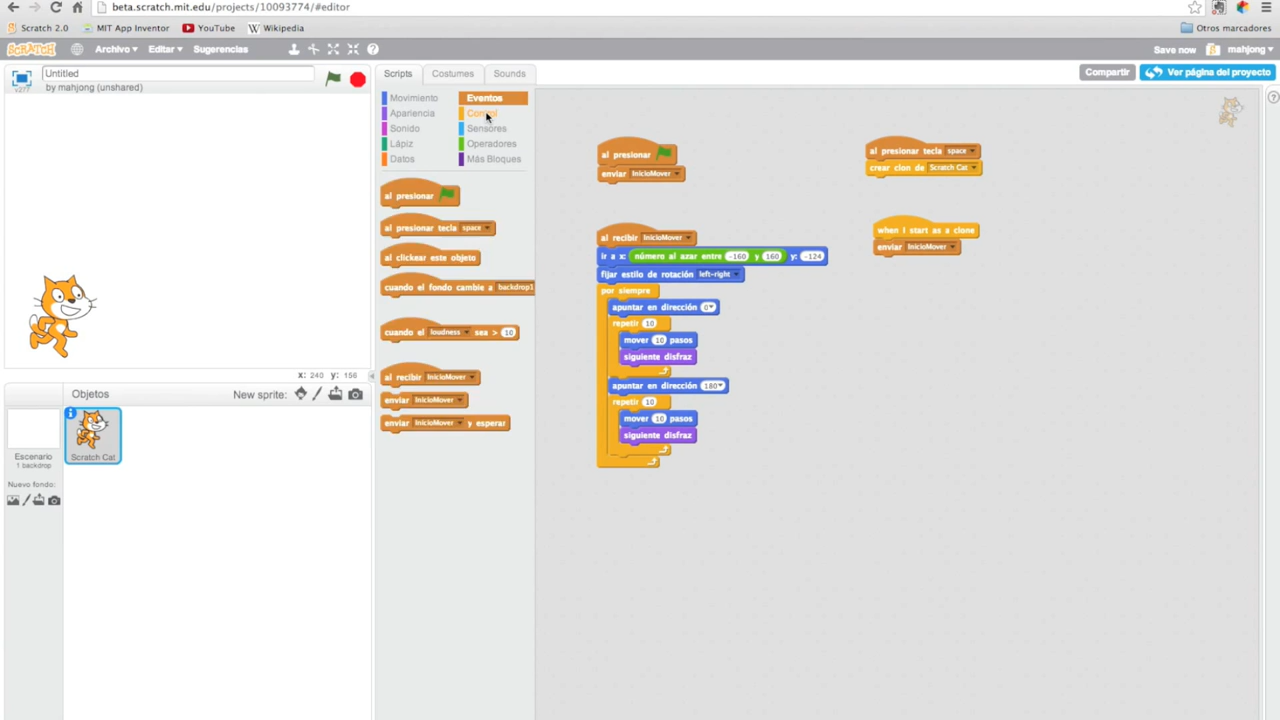 beta.scratch.mit.edu/projects/10093774/#editor
Scratch 2.0 MIT App Inventor YouTube W Wikipedia Otros marcadores
SCRATCH Archivo Editar Sugerencias Save now mahjong
Untitled
by mahjong (unshared)
v277
Scripts Costumes Sounds
Compartir Ver página del proyecto
Movimiento Eventos
Apariencia Control
Sonido Sensores
Lápiz Operadores
Datos Más Bloques
al presionar
al presionar tecla space
al clickear este objeto
cuando el fondo cambie a backdrop1
cuando el loudness sea > 10
al recibir InicioMover
enviar InicioMover
enviar InicioMover y esperar
al presionar
enviar InicioMover
al recibir InicioMover
ir a x: número al azar entre -160 y 160 y: -124
fijar estilo de rotación left-right
por siempre
apuntar en dirección 0
repetir 10
mover 10 pasos
siguiente disfraz
apuntar en dirección 180
repetir 10
mover 10 pasos
siguiente disfraz
al presionar tecla space
crear clon de Scratch Cat
when I start as a clone
enviar InicioMover
x: 240 y: 156
Objetos New sprite:
Escenario
1 backdrop
Scratch Cat
Nuevo fondo: